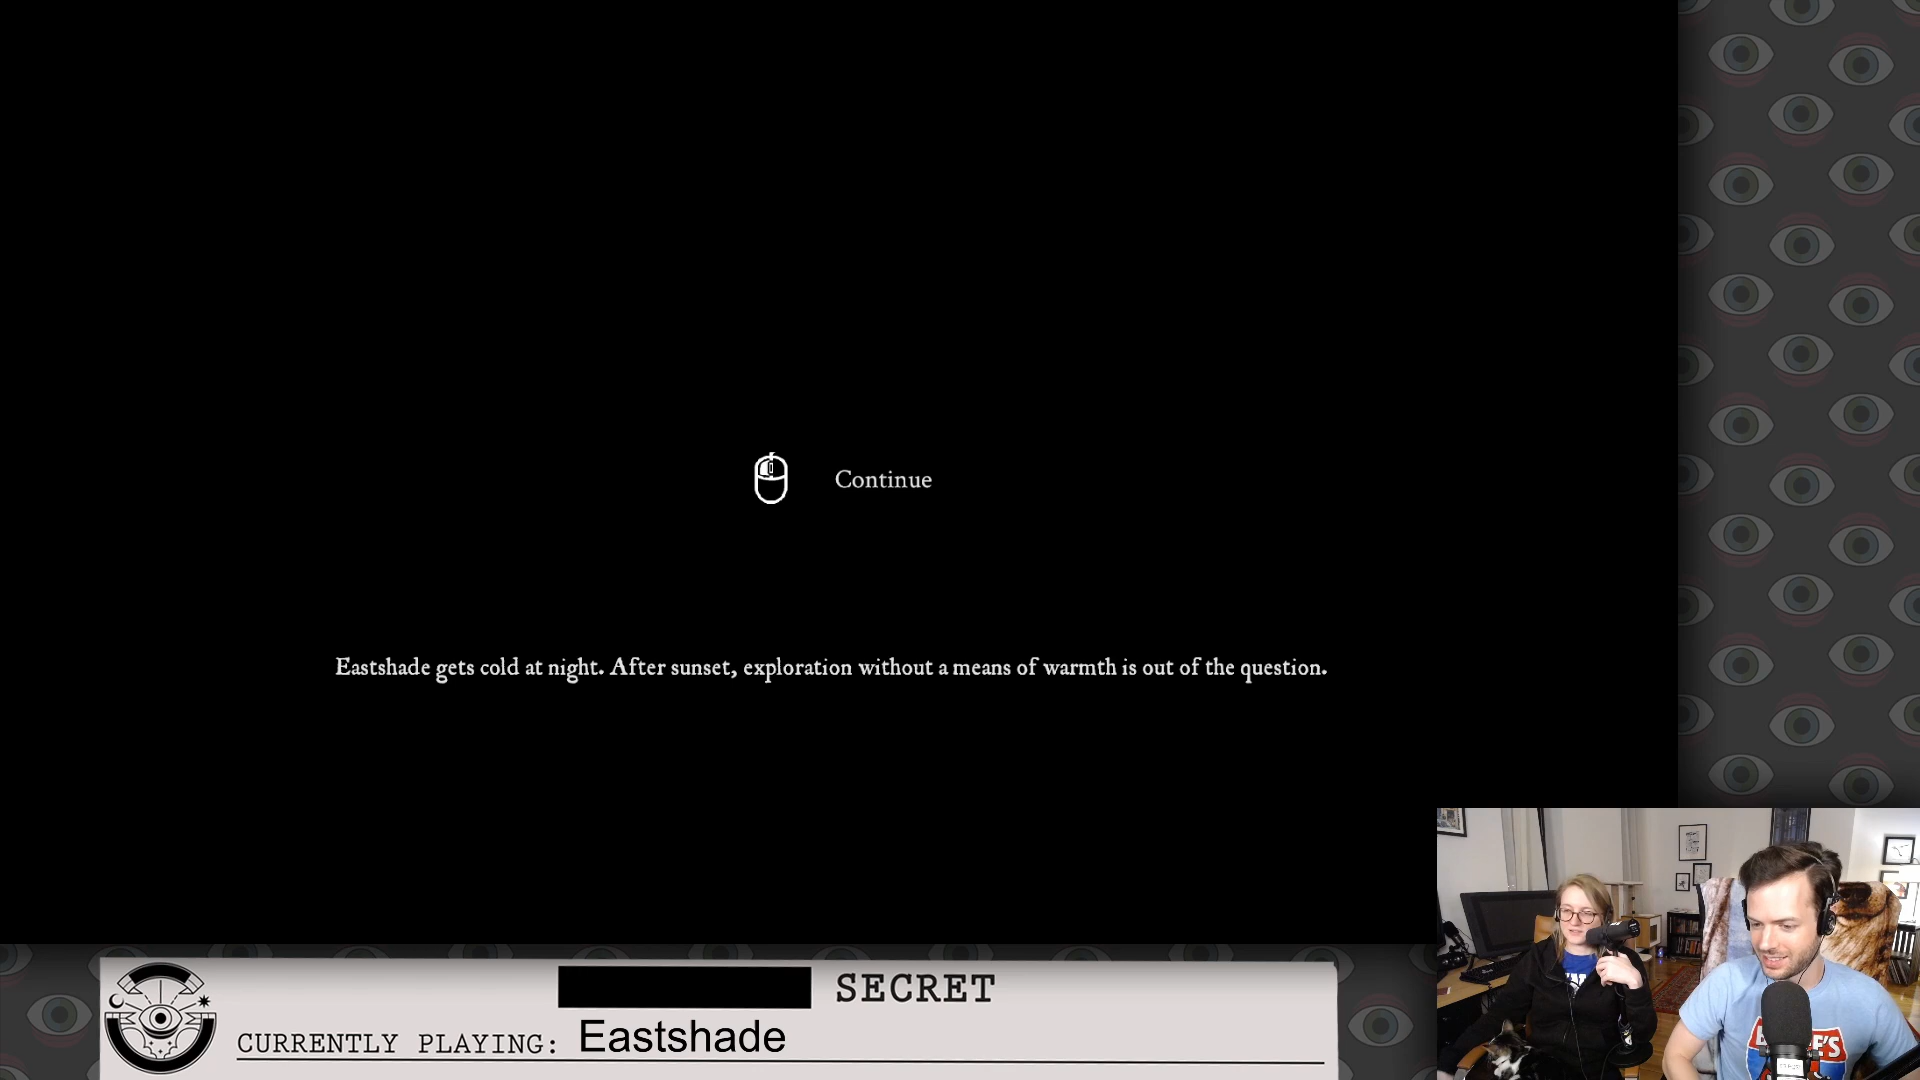 Continue
Eastshade gets cold at night. After sunset, exploration without a means of warmth is out of the question.
SECRET
CURRENTLY PLAYING: Eastshade